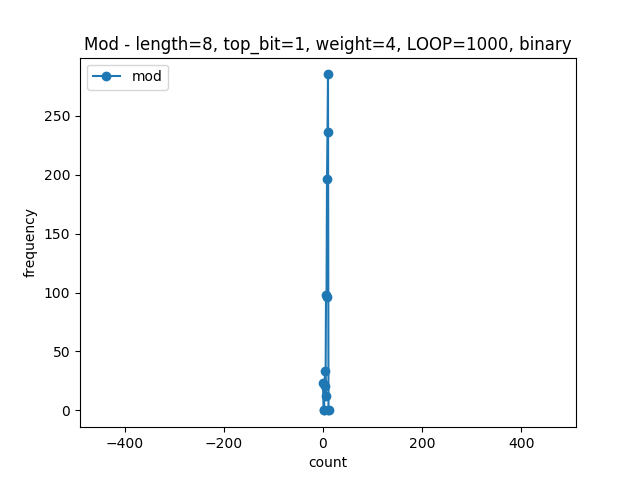 Mod - length=8, top_bit=1, weight=4, LOOP=1000, binary
mod
250
200
150
100
50
0
frequency
−400
−200
0
200
400
count